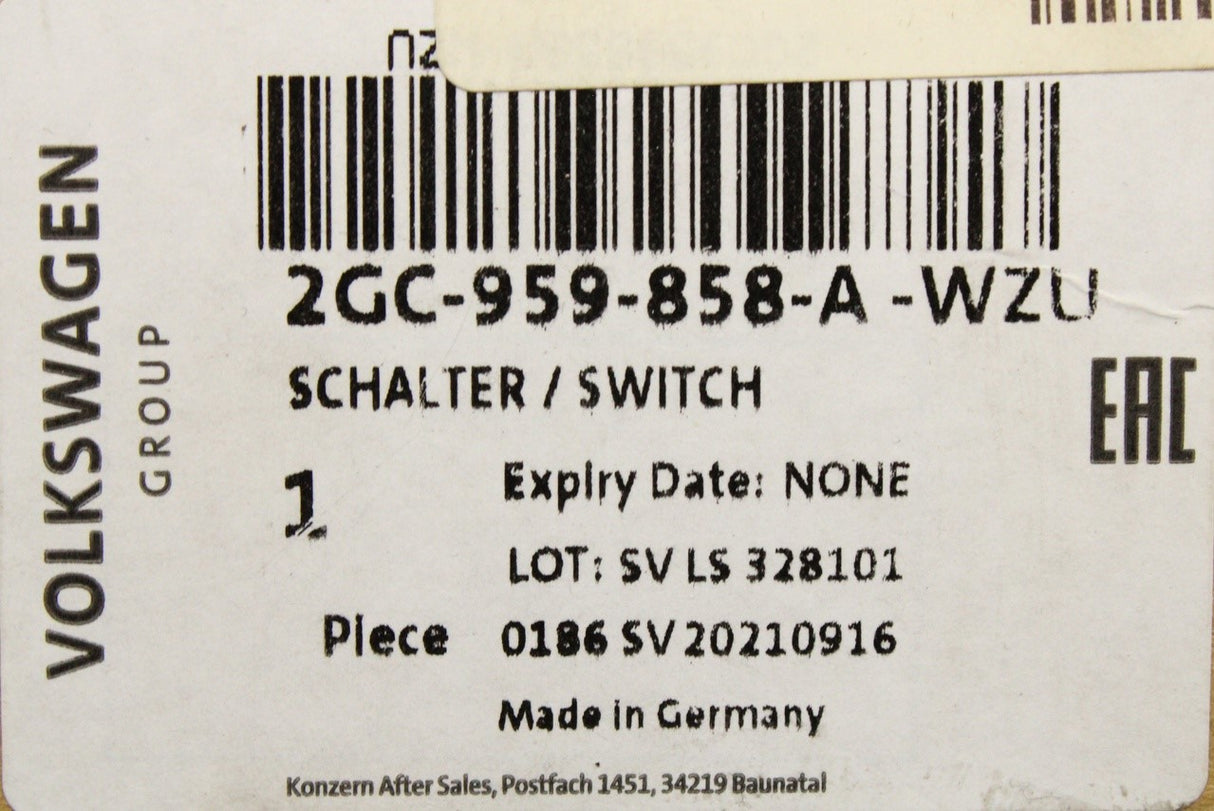 VOLKSWAGEN
GROUP
2GC-959-858-A -WZU
SCHALTER / SWITCH
EAC
1
Expiry Date: NONE
LOT: SV LS 328101
Piece 0186 SV 20210916
Made in Germany
Konzern After Sales, Postfach 1451, 34219 Baunatal